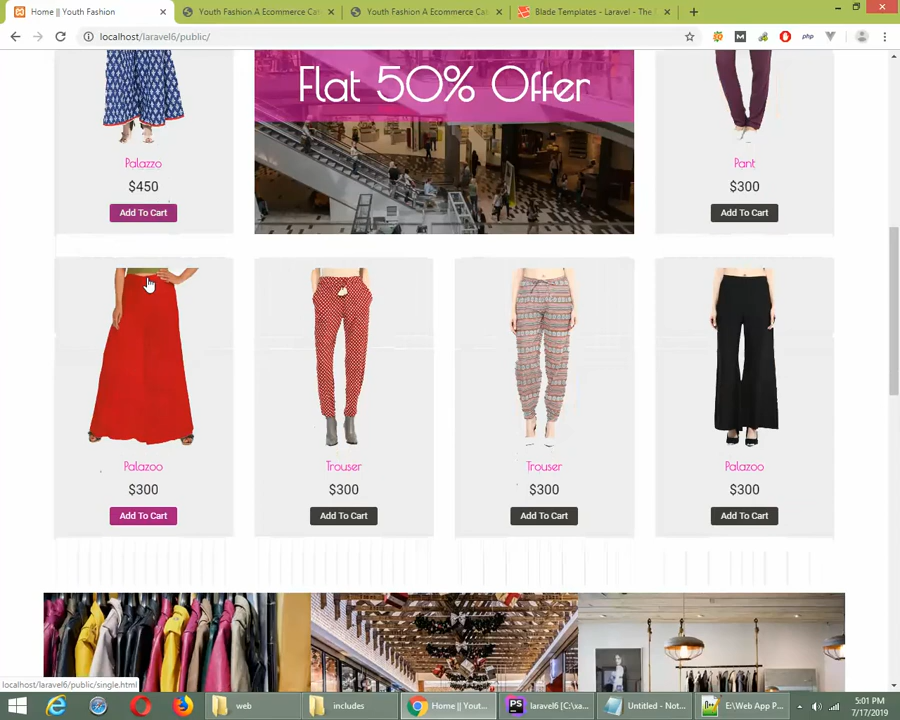 Home || Youth Fashion
Youth Fashion A Ecommerce Cat
Youth Fashion A Ecommerce Cat
Blade Templates - Laravel - The
localhost/laravel6/public/
php
Flat 50% Offer
Palazzo
$450
Add To Cart
Pant
$300
Add To Cart
Palazoo
$300
Add To Cart
Trouser
$300
Add To Cart
Trouser
$300
Add To Cart
Palazoo
$300
Add To Cart
localhost/laravel6/public/single.html
web
includes
Home || Yout...
laravel6 [C:\xa...
Untitled - Not...
E:\Web App P...
5:01 PM
7/17/2019